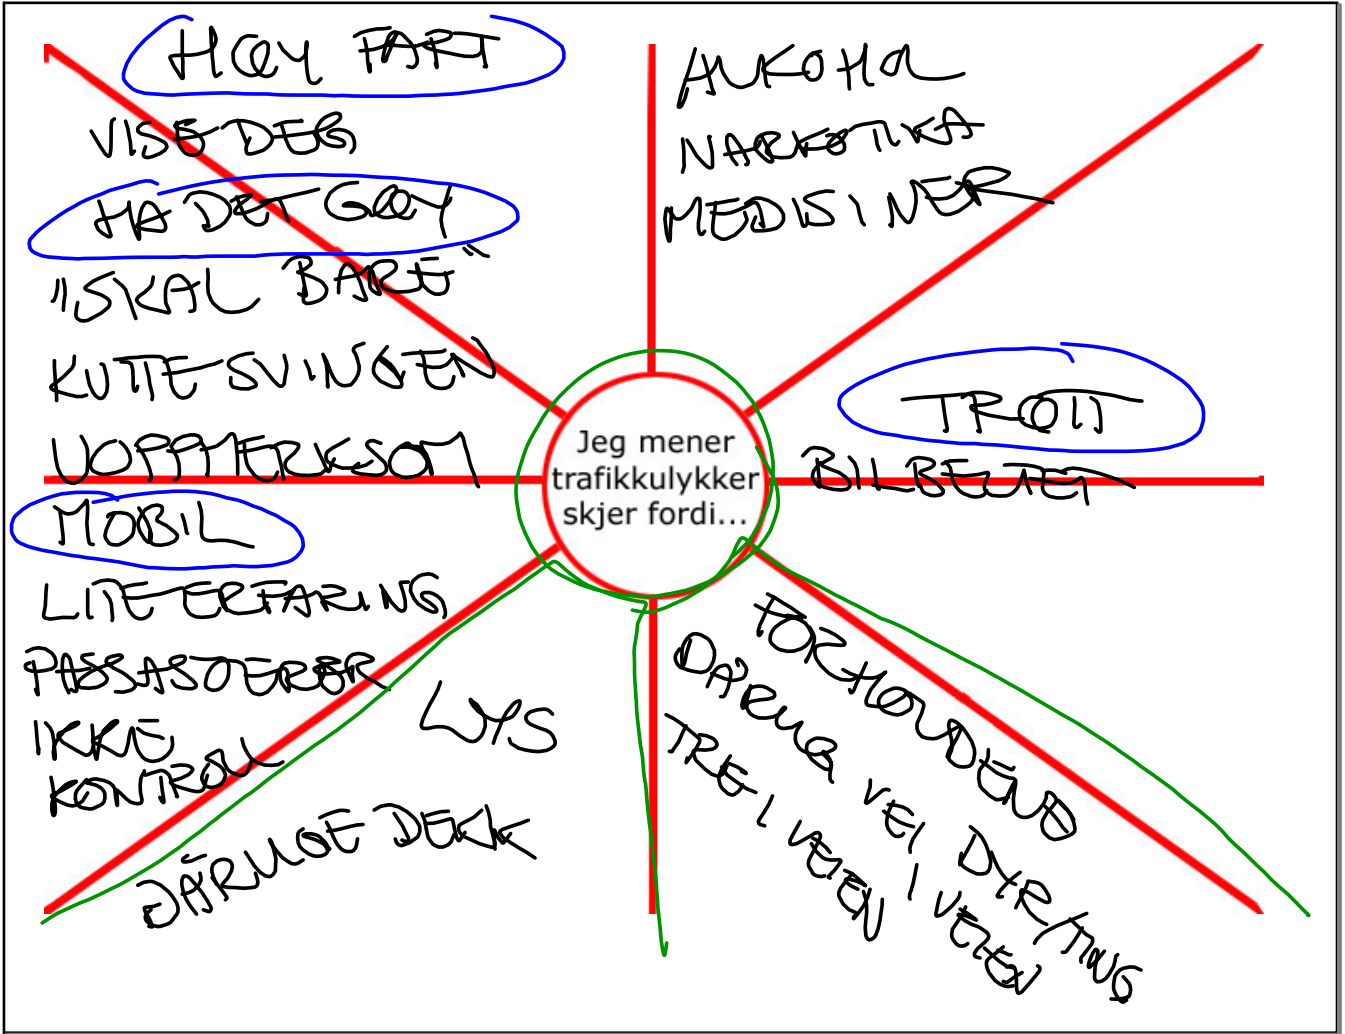 HØY FART
VISE DEG
HA DET GØY
"SKAL BARE"
KUTTE SVINGEN
UOPPMERKSOM
MOBIL
LITE ERFARING
PASSASJERER
IKKE
KONTROLL
ALKOHOL
NARKOTIKA
MEDISINER
TRØTT
BILBELTET
Jeg mener
trafikkulykker
skjer fordi...
LYS
DÅRLIGE DEKK
FORHOLDENE
DÅRLIG VEI
DYR/TING
I VEIEN
TRE I VEIEN